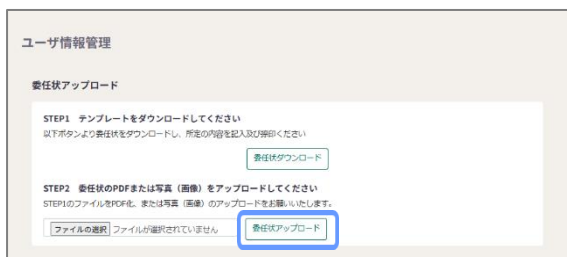 ユーザ情報管理
委任状アップロード
STEP1 テンプレートをダウンロードしてください
以下ボタンより委任状をダウンロードし、所定の内容を記入及び押印ください
委任状ダウンロード
STEP2 委任状のPDFまたは写真（画像）をアップロードしてください
STEP1のファイルをPDF化、または写真（画像）のアップロードをお願いいたします。
ファイルの選択 ファイルが選択されていません 委任状アップロード